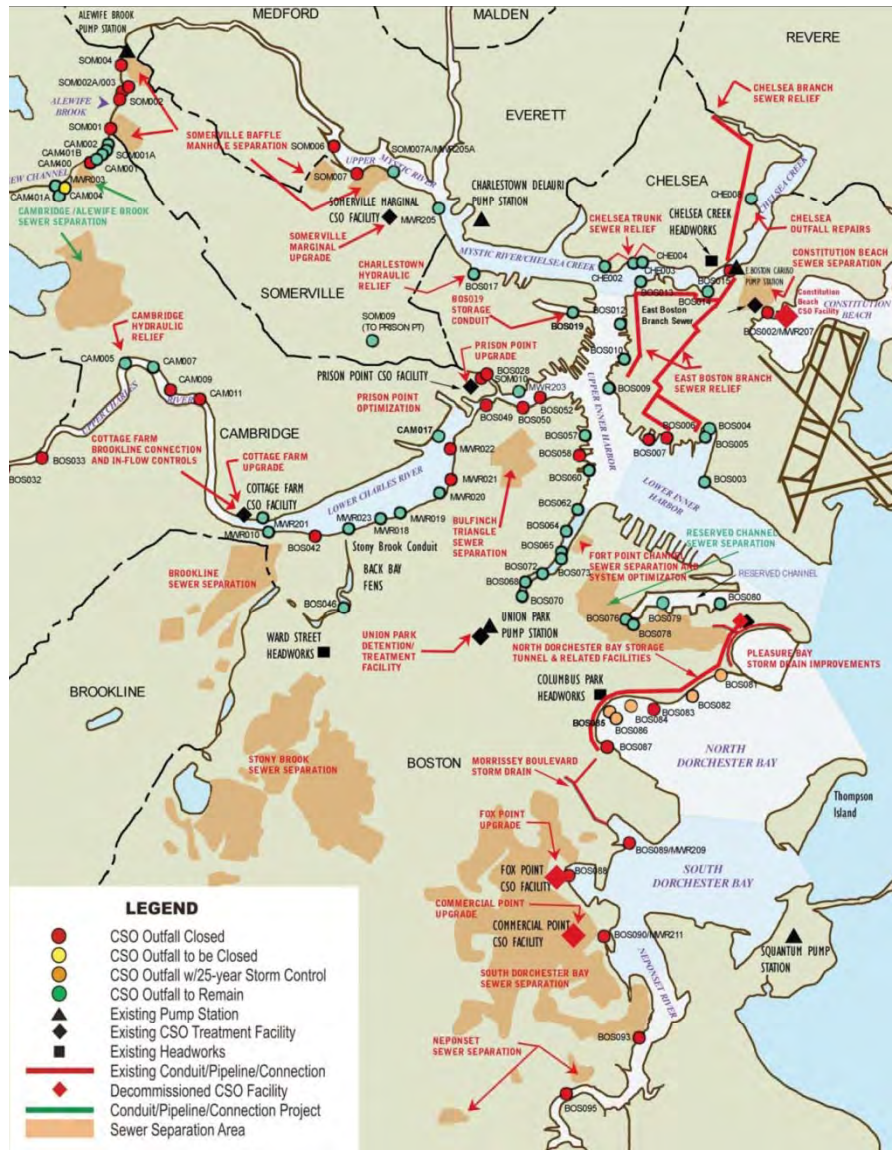 MEDFORD
MALDEN
REVERE
ALEWIFE BROOK
PUMP STATION
SOM004
SOM002A/003
SOM002
ALEWIFE
BROOK
SOM001
CAM002
CAM401B
CAM400
SOM001A
CAM001
MWR003
CAM004
CAM401A
CAMBRIDGE/ALEWIFE BROOK
SEWER SEPARATION
SOMERVILLE BAFFLE
MANHOLE SEPARATION
SOM006
SOM007A/MWR205A
UPPER
MYSTIC RIVER
SOM007
EVERETT
CHELSEA BRANCH
SEWER RELIEF
CHELSEA
CHE008
CHELSEA CREEK
CHARLESTOWN DELAURI
PUMP STATION
SOMERVILLE MARGINAL
CSO FACILITY
MWR205
SOMERVILLE
MARGINAL
UPGRADE
CHELSEA TRUNK
SEWER RELIEF
CHELSEA CREEK
HEADWORKS
CHELSEA
OUTFALL REPAIRS
MYSTIC RIVER/CHELSEA CREEK
CHE004
CHE003
CHE002
CONSTITUTION
BEACH SEWER
SEPARATION
CHARLESTOWN
HYDRAULIC
RELIEF
BOS017
BOS013
BOS014
BOS015
E. BOSTON CARUSO
PUMP STATION
Constitution
Beach
CSO Facility
CONSTITUTION
BEACH
BOS002/MWR207
SOMERVILLE
BOS019
STORAGE
CONDUIT
BOS019
BOS012
East Boston
Branch Sewer
SOM009
(TO PRISON PT)
CAMBRIDGE
HYDRAULIC
RELIEF
CAM005
CAM007
CAM009
CAM011
UPPER CHARLES
RIVER
PRISON POINT
UPGRADE
PRISON POINT CSO FACILITY
BOS028
SOM010
MWR203
PRISON POINT
OPTIMIZATION
BOS049
BOS050
BOS052
BOS010
BOS009
UPPER INNER HARBOR
EAST BOSTON BRANCH
SEWER RELIEF
COTTAGE FARM
BROOKLINE CONNECTION
AND IN-FLOW CONTROLS
CAMBRIDGE
CAM017
MWR022
BOS057
BOS058
BOS006
BOS007
BOS004
BOS005
BOS033
BOS032
COTTAGE FARM
UPGRADE
COTTAGE FARM
CSO FACILITY
LOWER CHARLES RIVER
MWR021
MWR020
BOS060
BOS003
LOWER INNER
HARBOR
MWR201
MWR010
BOS042
MWR023
MWR018
MWR019
BULFINCH
TRIANGLE
SEWER
SEPARATION
BOS062
BOS064
BOS065
Stony Brook Conduit
BACK BAY
FENS
BOS072
BOS073
BOS068
BOS070
FORT POINT CHANNEL
SEWER SEPARATION AND
SYSTEM OPTIMIZATON
RESERVED CHANNEL
SEWER SEPARATION
RESERVED CHANNEL
BROOKLINE
SEWER SEPARATION
BOS046
BOS076
BOS078
BOS079
BOS080
WARD STREET
HEADWORKS
UNION PARK
PUMP STATION
UNION PARK
DETENTION/
TREATMENT
FACILITY
NORTH DORCHESTER BAY STORAGE
TUNNEL & RELATED FACILITIES
PLEASURE BAY
STORM DRAIN IMPROVEMENTS
BROOKLINE
COLUMBUS PARK
HEADWORKS
BOS081
BOS082
BOS083
BOS084
BOS085
BOS086
BOS087
STONY BROOK
SEWER SEPARATION
BOSTON
NORTH
DORCHESTER BAY
MORRISSEY BOULEVARD
STORM DRAIN
Thompson
Island
FOX POINT
UPGRADE
BOS089/MWR209
FOX POINT
CSO FACILITY
BOS088
SOUTH
DORCHESTER BAY
COMMERCIAL POINT
UPGRADE
COMMERCIAL POINT
CSO FACILITY
BOS090/MWR211
SQUANTUM PUMP
STATION
SOUTH DORCHESTER BAY
SEWER SEPARATION
NEPONSET RIVER
NEPONSET
SEWER SEPARATION
BOS093
BOS095
LEGEND
CSO Outfall Closed
CSO Outfall to be Closed
CSO Outfall w/25-year Storm Control
CSO Outfall to Remain
Existing Pump Station
Existing CSO Treatment Facility
Existing Headworks
Existing Conduit/Pipeline/Connection
Decommissioned CSO Facility
Conduit/Pipeline/Connection Project
Sewer Separation Area